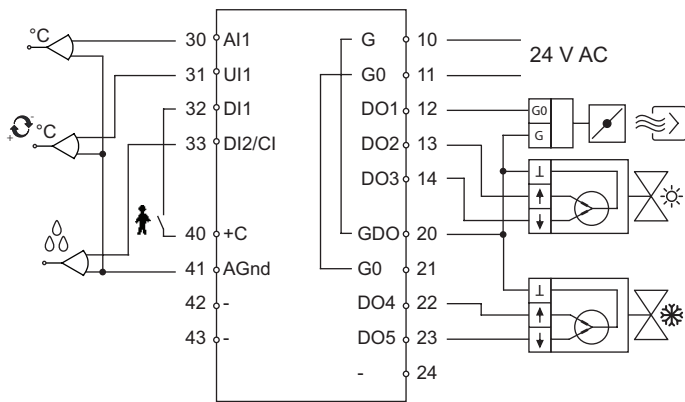 °C 30 AI1 G 10 24 V AC
31 UI1 G0 11
- + °C 32 DI1 DO1 12 G0
33 DI2/CI DO2 13 G
DO3 14 ⊥
↑
↓
40 +C GDO 20
41 AGnd G0 21
42 - DO4 22 ⊥
↑
43 - DO5 23 ↓
- 24